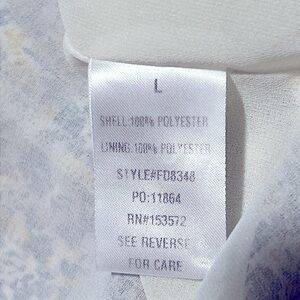 L
SHELL:100% POLYESTER
LINING:100% POLYESTER
STYLE#FD8348
PO:11864
RN#153572
SEE REVERSE
FOR CARE